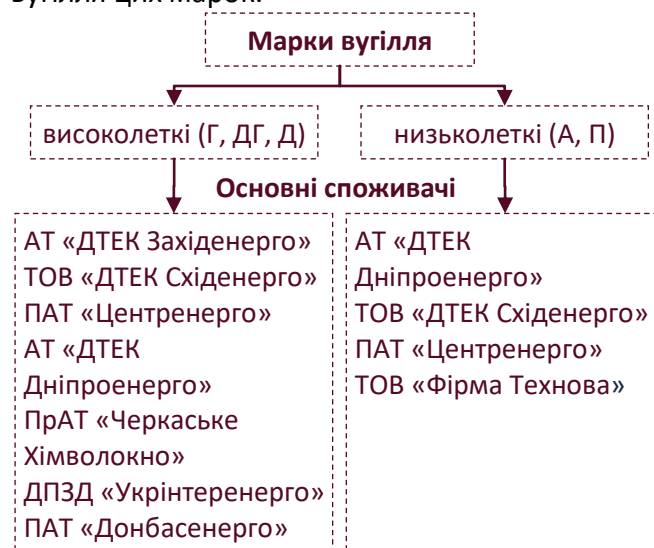 вугілля цих марок.
Марки вугілля
високолеткі (Г, ДГ, Д)
низьколеткі (А, П)
Основні споживачі
АТ «ДТЕК Західенерго»
ТОВ «ДТЕК Східенерго»
ПАТ «Центренерго»
АТ «ДТЕК
Дніпроенерго»
ПрАТ «Черкаське
Хімволокно»
ДПЗД «Укрінтеренерго»
ПАТ «Донбасенерго»
АТ «ДТЕК
Дніпроенерго»
ТОВ «ДТЕК Східенерго»
ПАТ «Центренерго»
ТОВ «Фірма Технова»